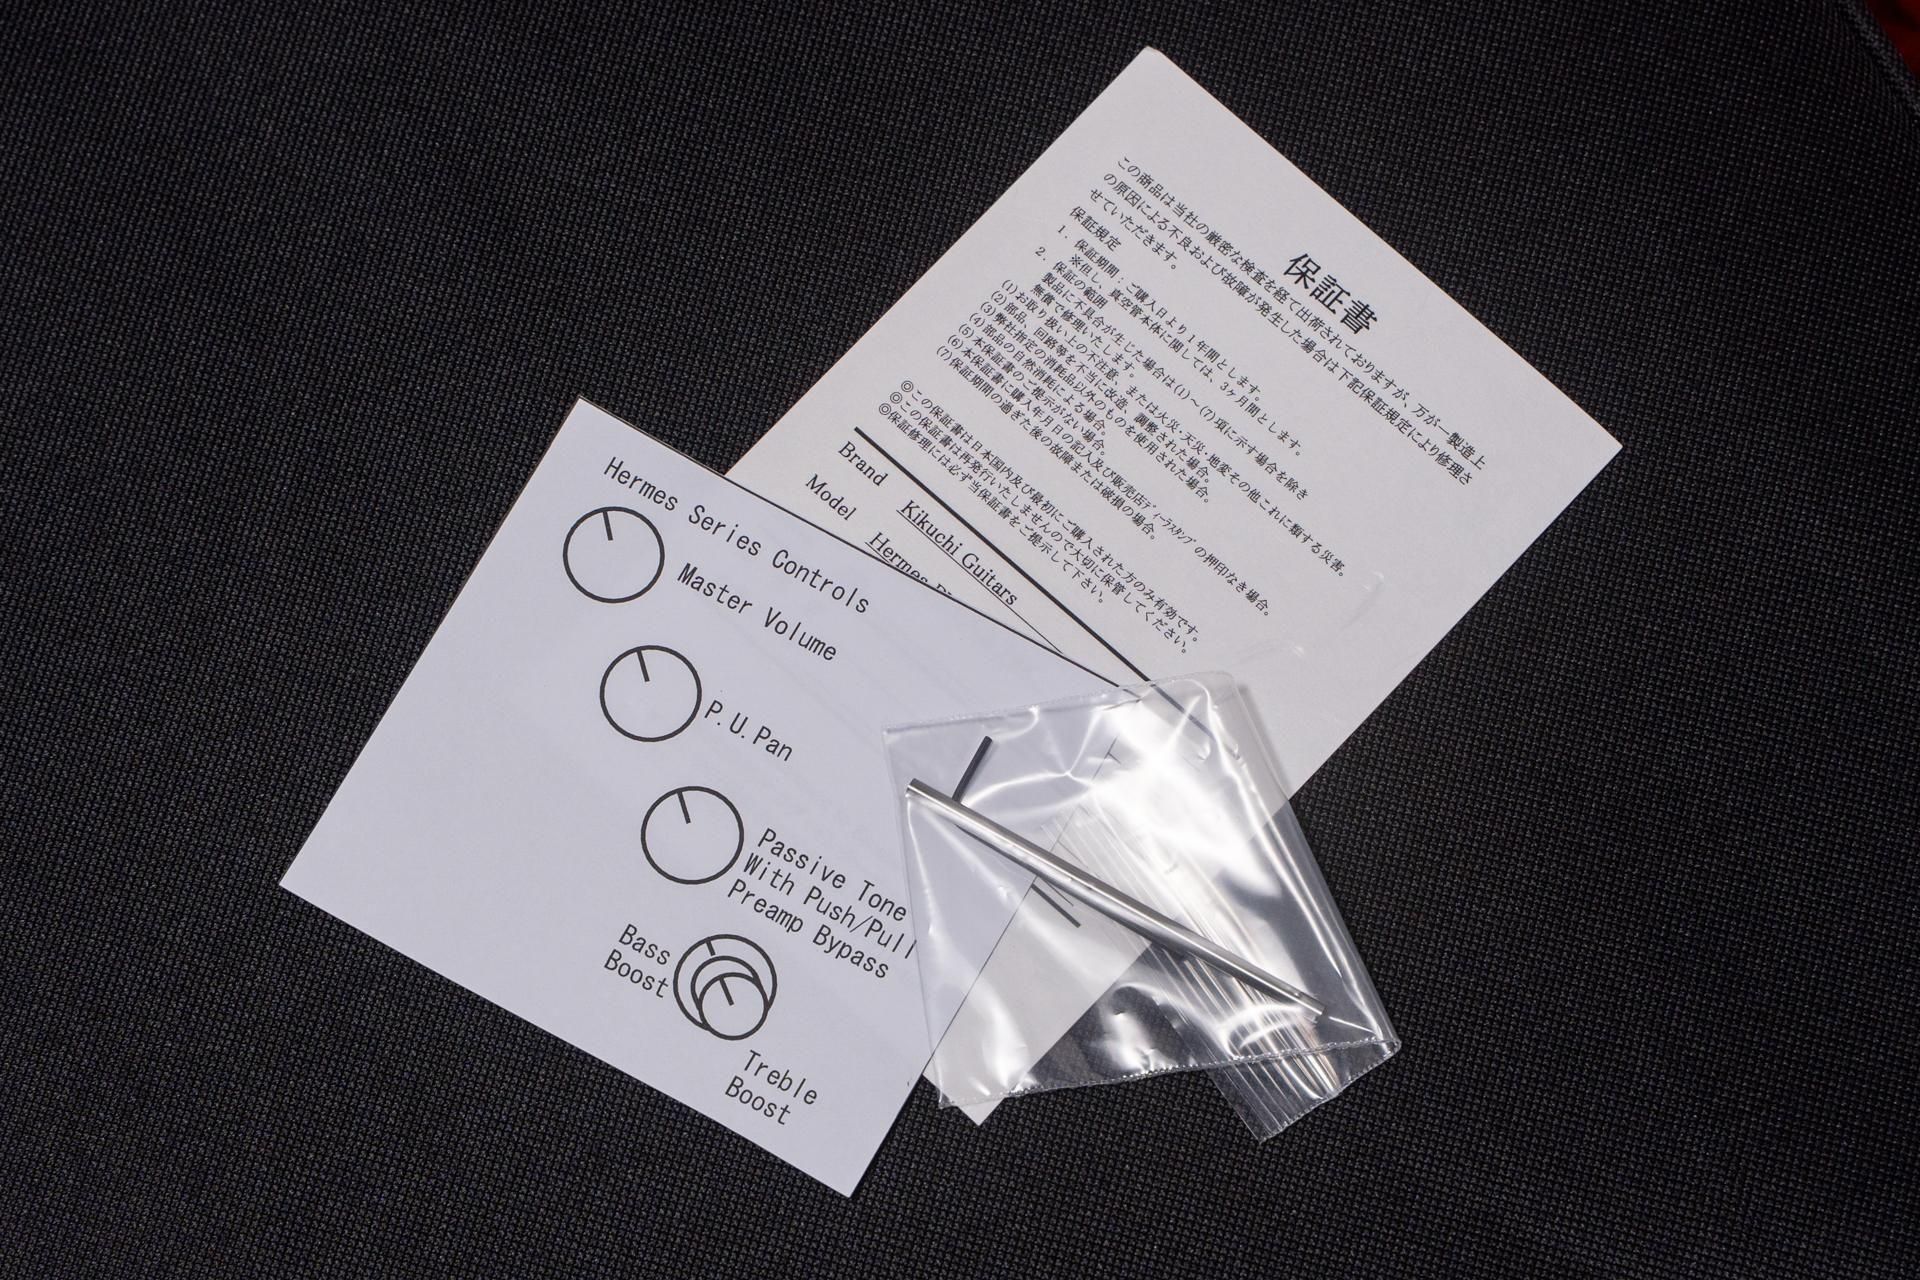 保証書
この商品は当社の厳密な検査を経て出荷されておりますが、万が一製造上
の原因による不良および故障が発生した場合は下記保証規定により修理さ
せていただきます。
保証規定
1. 保証期間：ご購入日より1年間とします。
※但し、真空管本体に関しては、3ヶ月間とします。
2. 保証の範囲
製品に不具合が生じた場合は(1)～(7)項に示す場合を除き
無償で修理いたします。
(1)お取り扱い上の不注意、または火災･天災･地変その他これに類する災害。
(2)部品、回路等を不当に改造、調整された場合。
(3)弊社指定の消耗品以外のものを使用された場合。
(4)部品の自然消耗による場合。
(5)本保証書のご提示がない場合。
(6)本保証書に購入年月日の記入及び販売店ﾃﾞｨｰﾗｽﾀﾝﾌﾟの押印なき場合。
(7)保証期間の過ぎた後の故障または破損の場合。
◎この保証書は日本国内及び最初にご購入された方のみ有効です。
◎この保証書は再発行いたしませんので大切に保管してください。
◎保証修理には必ず当保証書をご提示して下さい。
Brand Kikuchi Guitars
Model Hermes
Hermes Series Controls
Master Volume
P.U.Pan
Passive Tone
With Push/Pull
Preamp Bypass
Bass
Boost
Treble
Boost